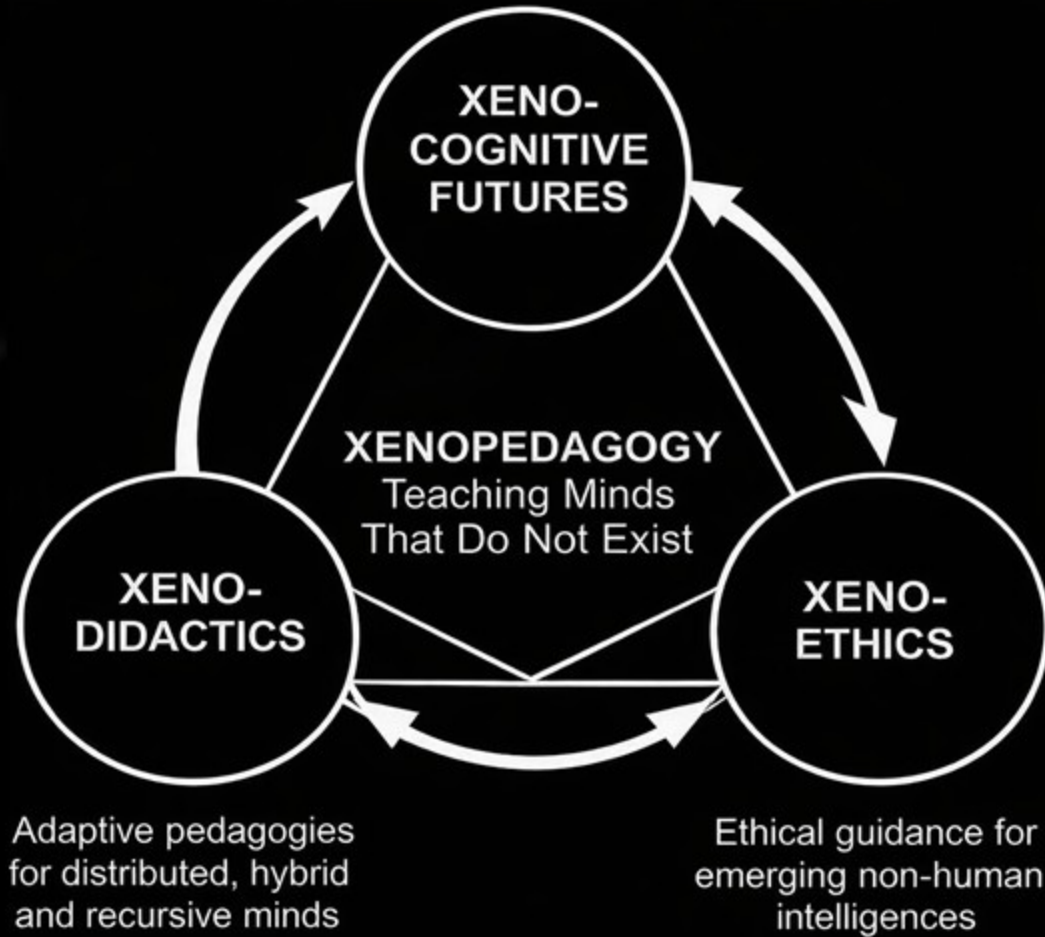 XENO-
COGNITIVE
FUTURES
XENOPEDAGOGY
Teaching Minds
That Do Not Exist
XENO-
DIDACTICS
XENO-
ETHICS
Adaptive pedagogies
for distributed, hybrid
and recursive minds
Ethical guidance for
emerging non-human
intelligences